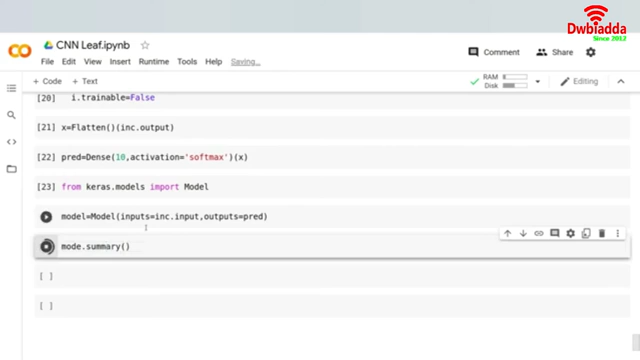 Dwbiadda
Since 2012
CO CNN Leaf.ipynb
File Edit View Insert Runtime Tools Help Saving...
Comment Share
+ Code + Text
RAM
Disk
Editing
[20] i.trainable=False
[21] x=Flatten()(inc.output)
[22] pred=Dense(10,activation='softmax')(x)
[23] from keras.models import Model
model=Model(inputs=inc.input,outputs=pred)
mode.summary()
[ ]
[ ]